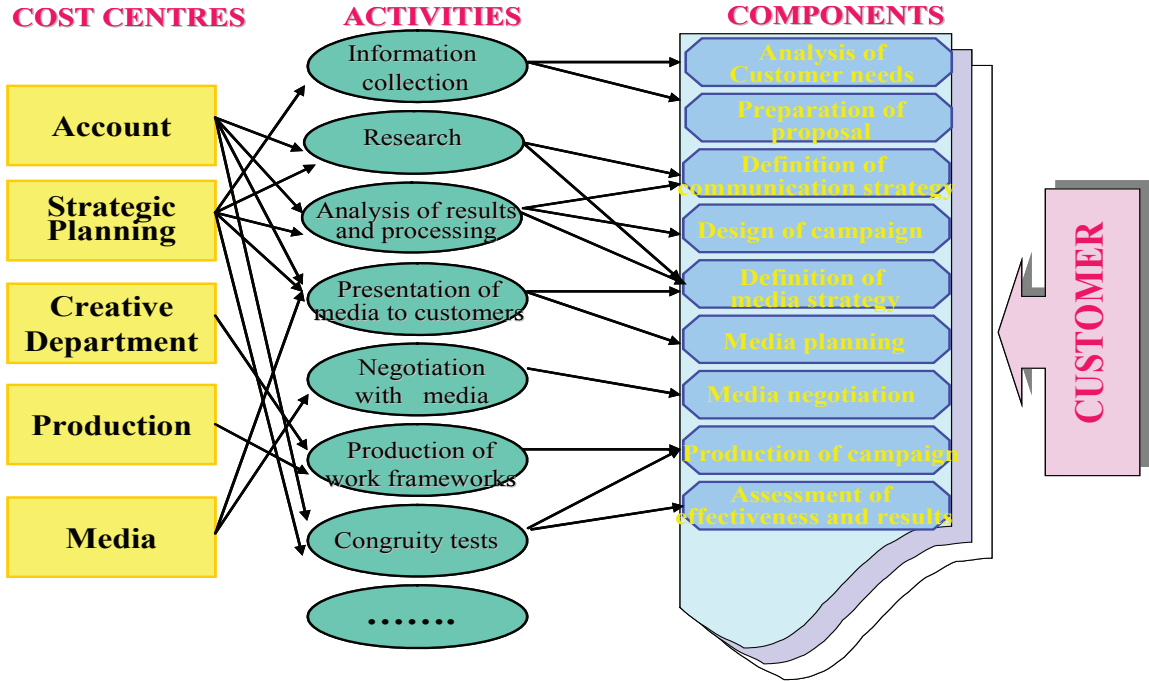 COST CENTRES
ACTIVITIES
COMPONENTS
Account
Strategic
Planning
Creative
Department
Production
Media
Information
collection
Research
Analysis of results
and processing
Presentation of
media to customers
Negotiation
with media
Production of
work frameworks
Congruity tests
.......
Analysis of
Customer needs
Preparation of
proposal
Definition of
communication strategy
Design of campaign
Definition of
media strategy
Media planning
Media negotiation
Production of campaign
Assessment of
effectiveness and results
CUSTOMER